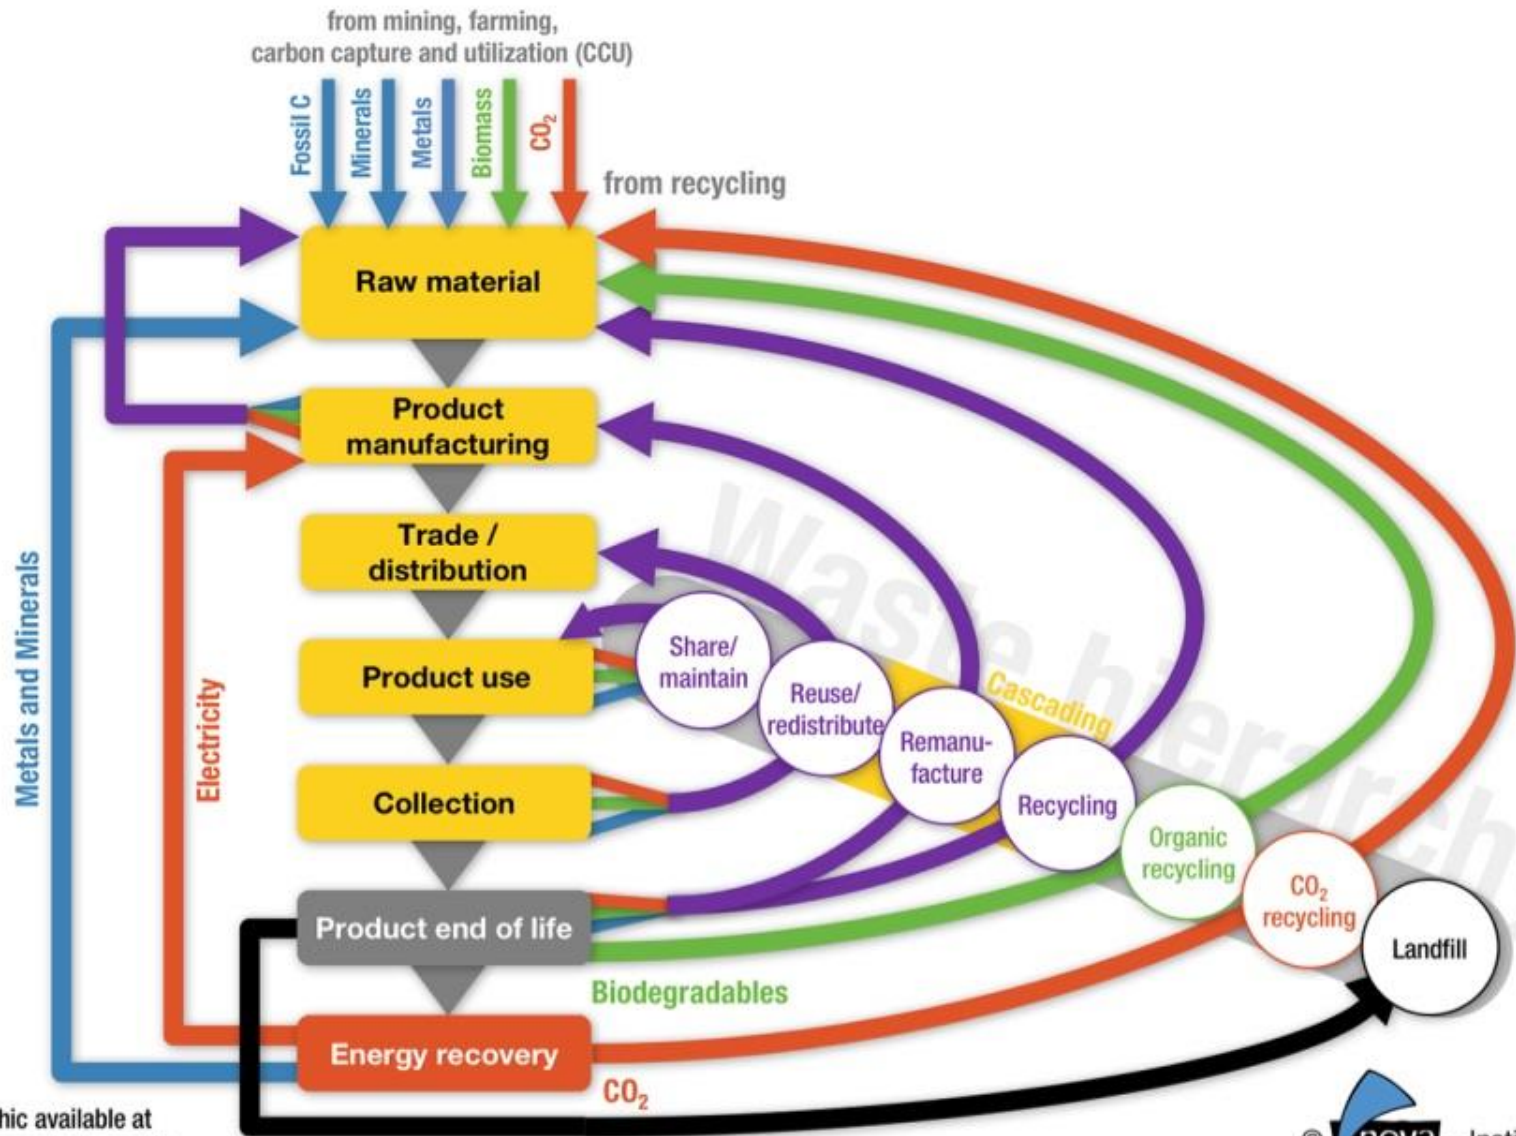 from mining, farming,
carbon capture and utilization (CCU)
Fossil C
Minerals
Metals
Biomass
CO₂
from recycling
Raw material
Product
manufacturing
Trade /
distribution
Product use
Collection
Product end of life
Energy recovery
Metals and Minerals
Electricity
Waste hierarch
Cascading
Share/
maintain
Reuse/
redistribute
Remanu-
facture
Recycling
Organic
recycling
CO₂
recycling
Landfill
Biodegradables
CO₂
hic available at
©
nova